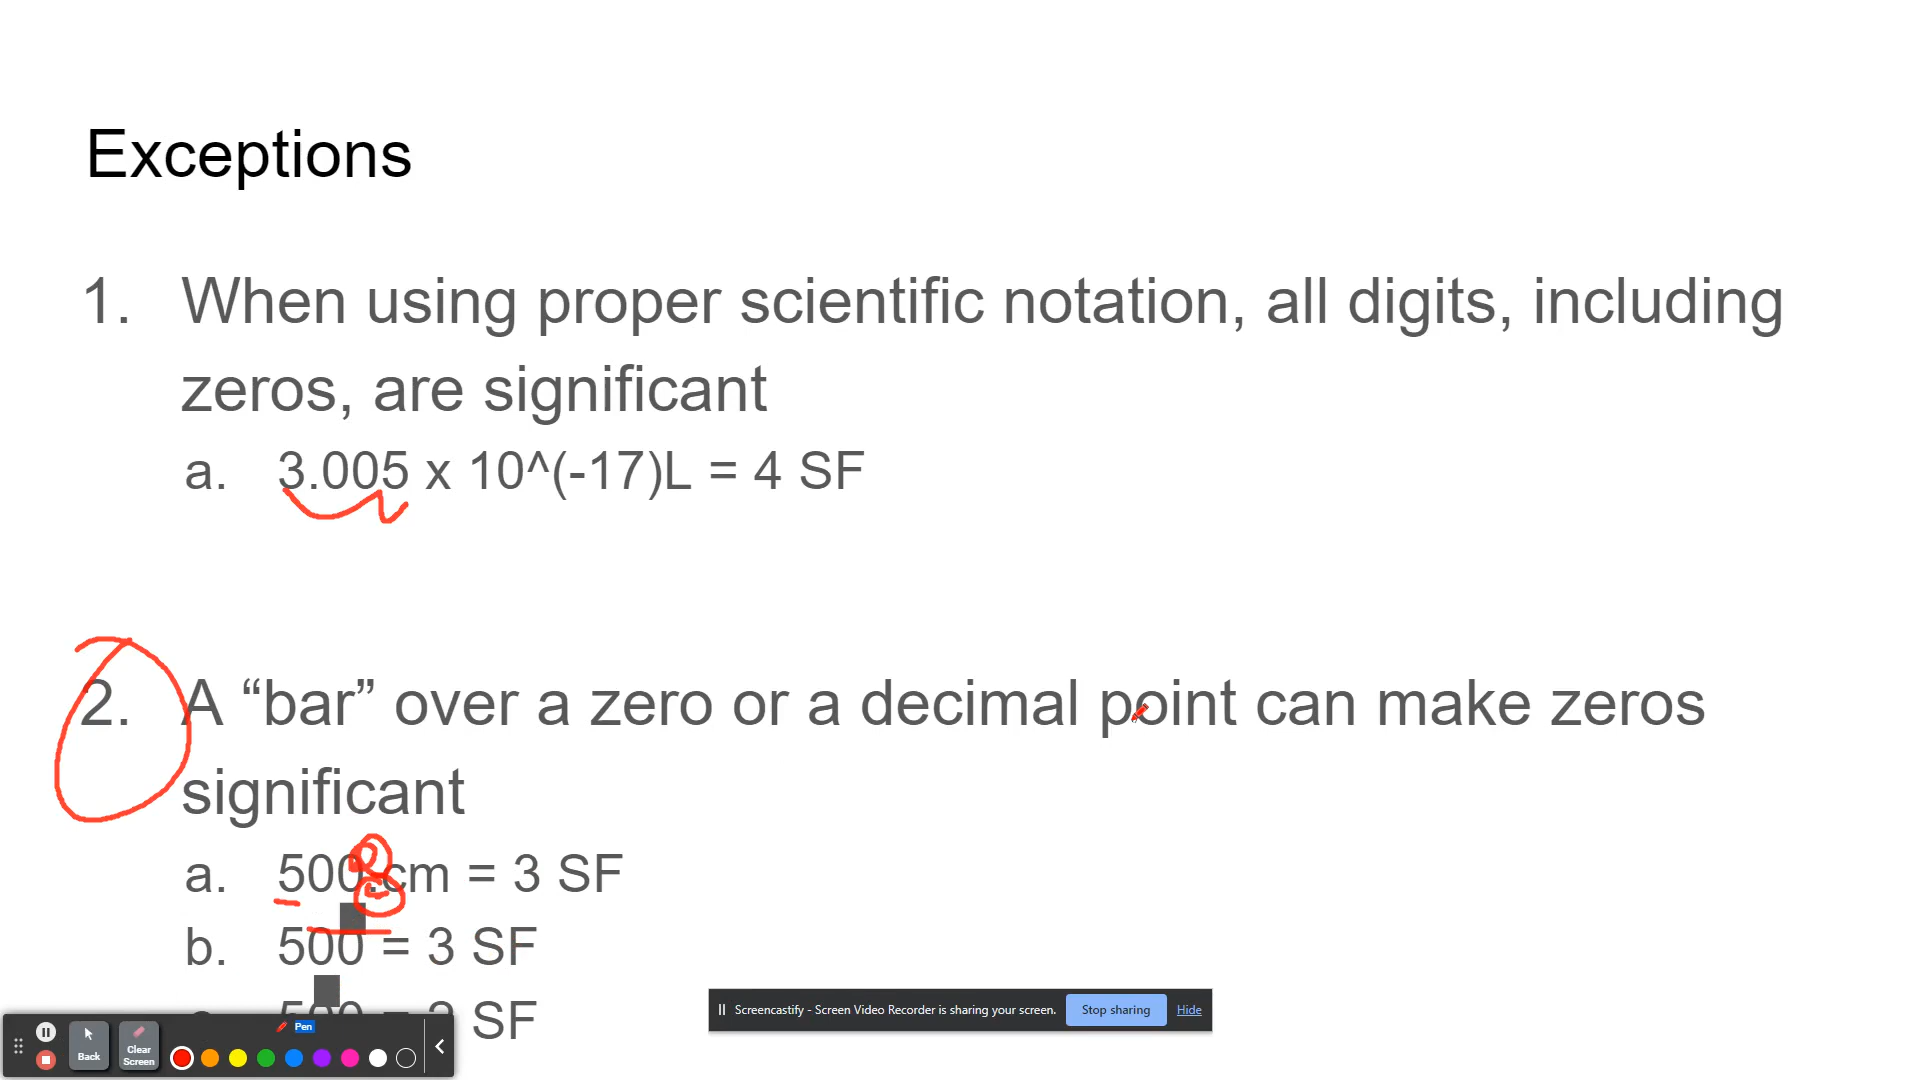 Exceptions
1. When using proper scientific notation, all digits, including
zeros, are significant
a. 3.005 x 10^(-17)L = 4 SF
2. A “bar” over a zero or a decimal point can make zeros
significant
a. 500.cm = 3 SF
b. 500 = 3 SF
SF
Screencastify - Screen Video Recorder is sharing your screen. Stop sharing Hide
Pen
Back Clear
Screen